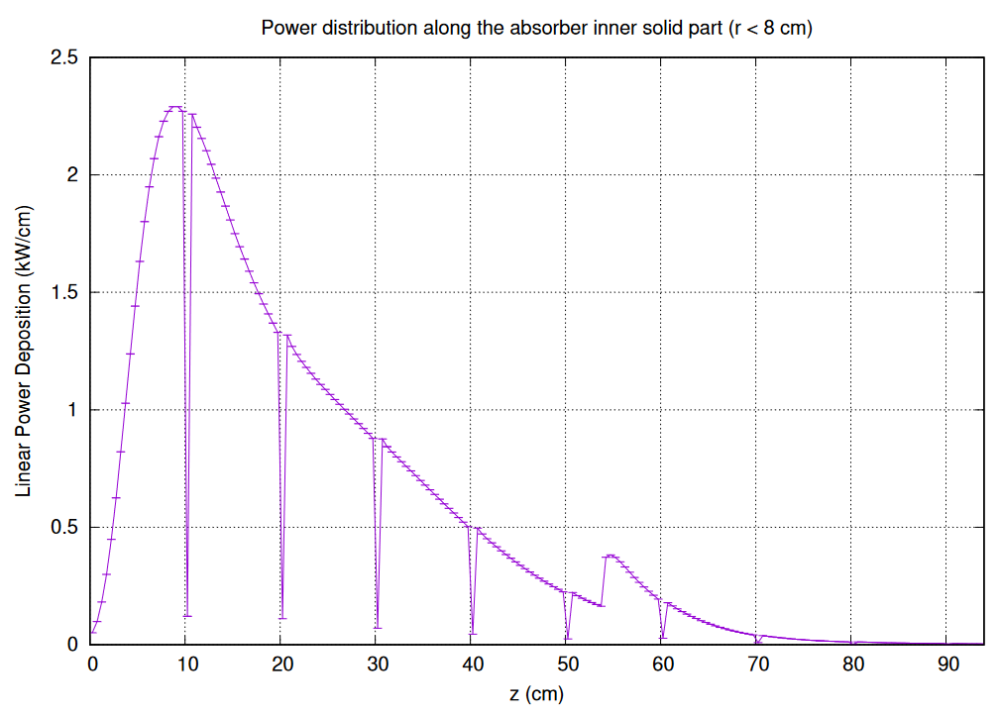 Power distribution along the absorber inner solid part (r < 8 cm)
Linear Power Deposition (kW/cm)
2.5
2
1.5
1
0.5
0
0 10 20 30 40 50 60 70 80 90
z (cm)